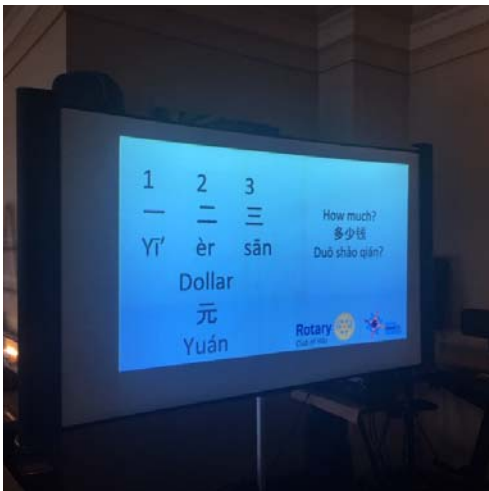 1 2 3
一 二 三
Yī' èr sān
Dollar
元
Yuán
How much?
多少钱
Duō shǎo qián?
Rotary